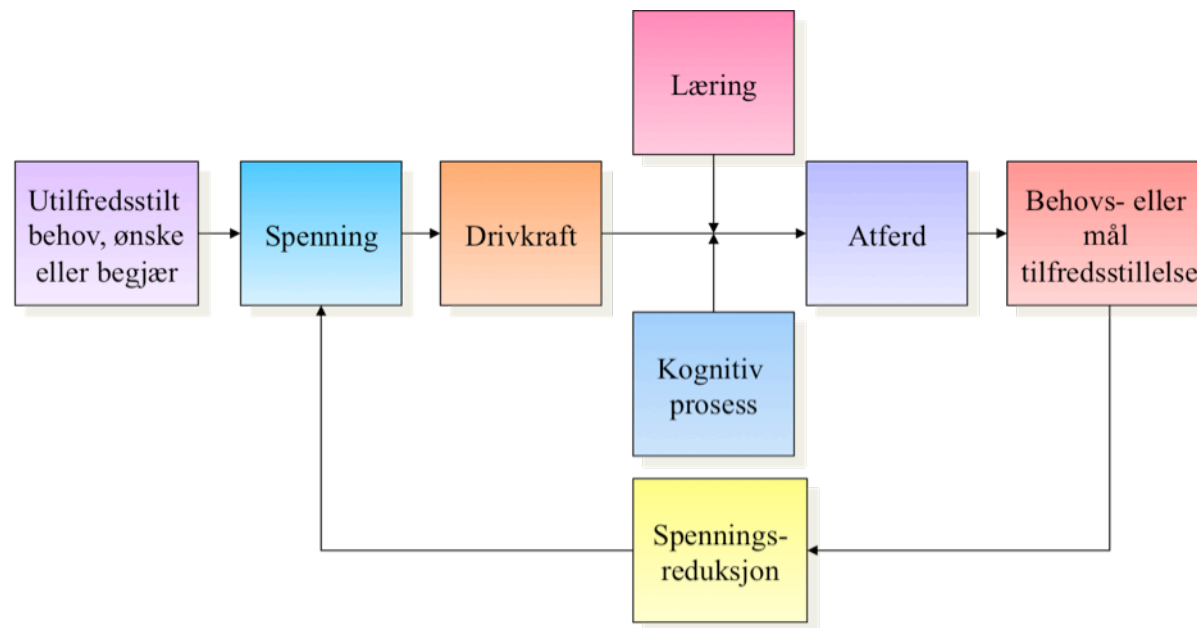 Læring
Utilfredsstilt
behov, ønske
eller begjær
Spenning
Drivkraft
Atferd
Behovs- eller
mål
tilfredsstillelse
Kognitiv
prosess
Spennings-
reduksjon